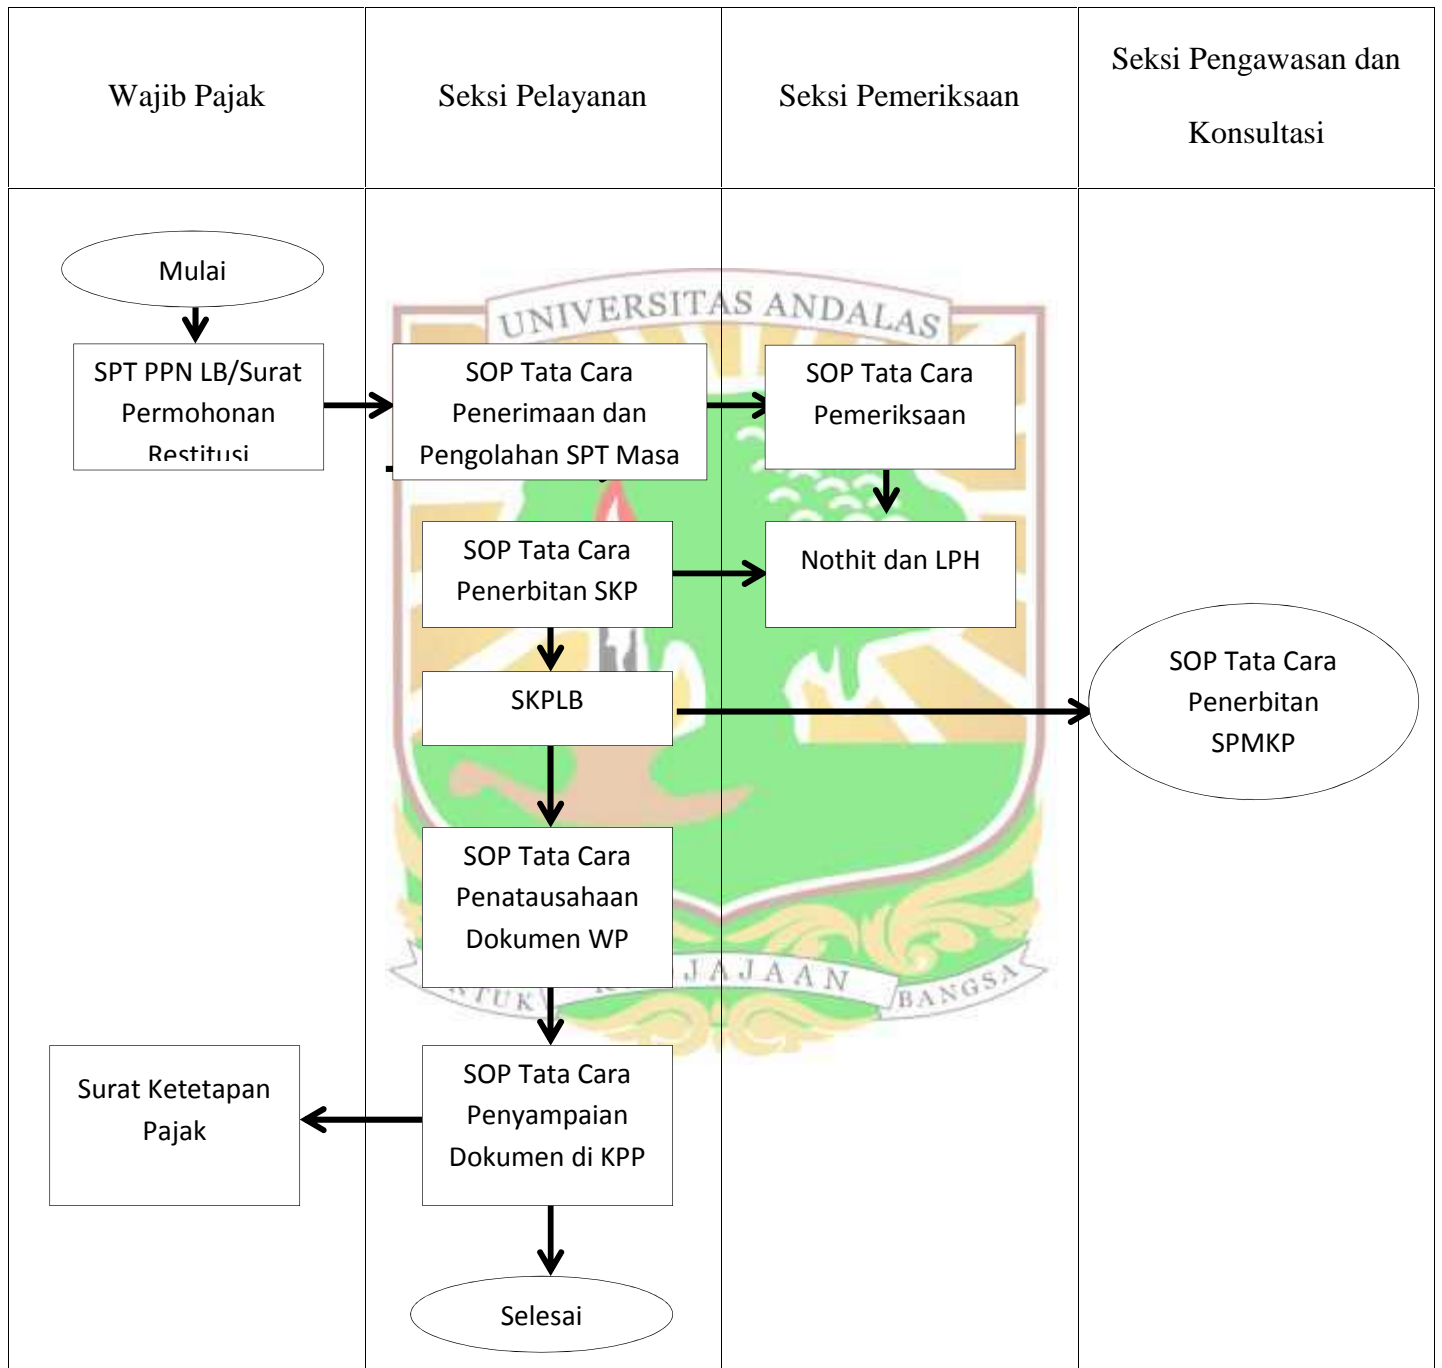 Wajib Pajak
Seksi Pelayanan
Seksi Pemeriksaan
Seksi Pengawasan dan
Konsultasi
Mulai
UNIVERSITAS ANDALAS
SPT PPN LB/Surat
Permohonan
Restitusi
SOP Tata Cara
Penerimaan dan
Pengolahan SPT Masa
SOP Tata Cara
Pemeriksaan
SOP Tata Cara
Penerbitan SKP
Nothit dan LPH
SKPLB
SOP Tata Cara
Penerbitan
SPMKP
SOP Tata Cara
Penatausahaan
Dokumen WP
BANGSA
Surat Ketetapan
Pajak
SOP Tata Cara
Penyampaian
Dokumen di KPP
Selesai